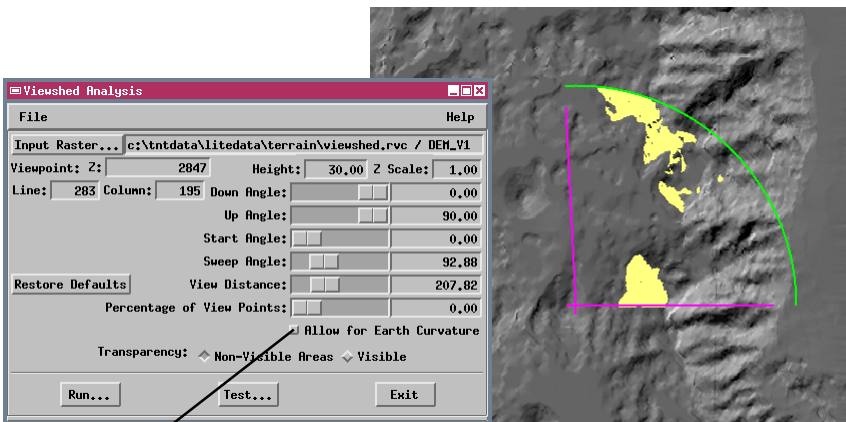 Viewshed Analysis
File Help
Input Raster... c:\tntdata\litedata\terrain\viewshed.rvc / DEM_V1
Viewpoint: Z: 2847 Height: 30.00 Z Scale: 1.00
Line: 283 Column: 195 Down Angle: 0.00
Up Angle: 90.00
Start Angle: 0.00
Sweep Angle: 92.88
Restore Defaults View Distance: 207.82
Percentage of View Points: 0.00
Allow for Earth Curvature
Transparency: Non-Visible Areas Visible
Run... Test... Exit